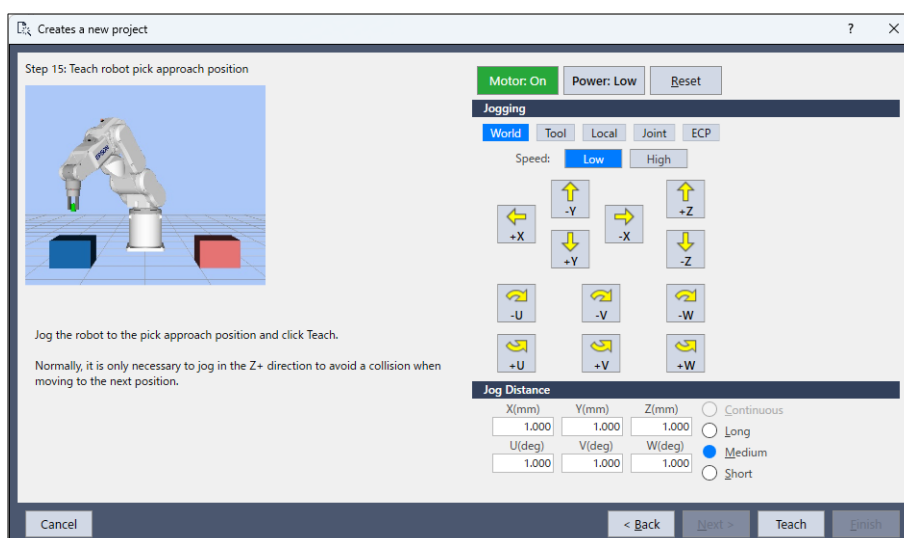 Creates a new project
? ×
Step 15: Teach robot pick approach position
EPSON
Jog the robot to the pick approach position and click Teach.
Normally, it is only necessary to jog in the Z+ direction to avoid a collision when
moving to the next position.
Motor: On Power: Low Reset
Jogging
World Tool Local Joint ECP
Speed: Low High
-Y +Z
+X -X
+Y -Z
-U -V -W
+U +V +W
Jog Distance
X(mm) Y(mm) Z(mm) Continuous
1.000 1.000 1.000 Long
U(deg) V(deg) W(deg) Medium
1.000 1.000 1.000 Short
Cancel < Back Next > Teach Finish